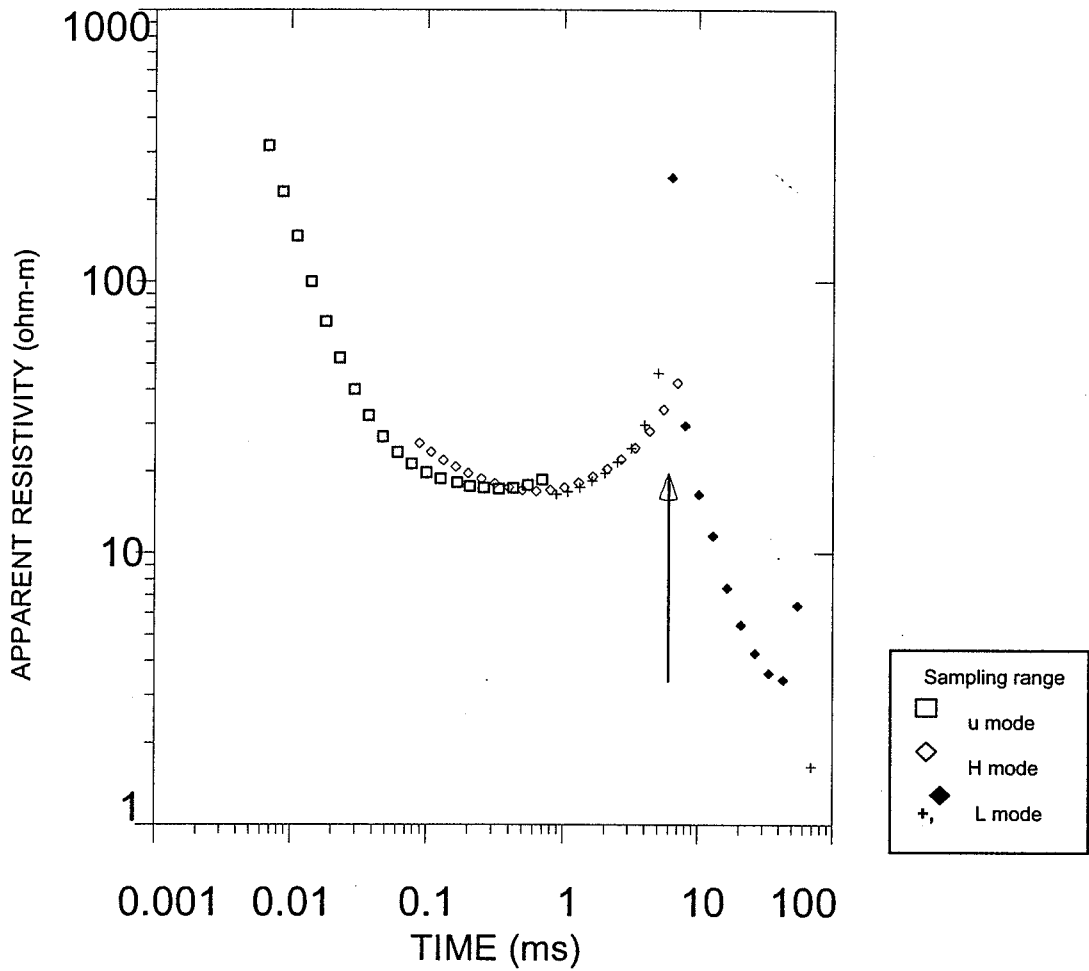 1000
100
10
1
APPARENT RESISTIVITY (ohm-m)
0.001 0.01 0.1 1 10 100
TIME (ms)
Sampling range
u mode
H mode
+, L mode